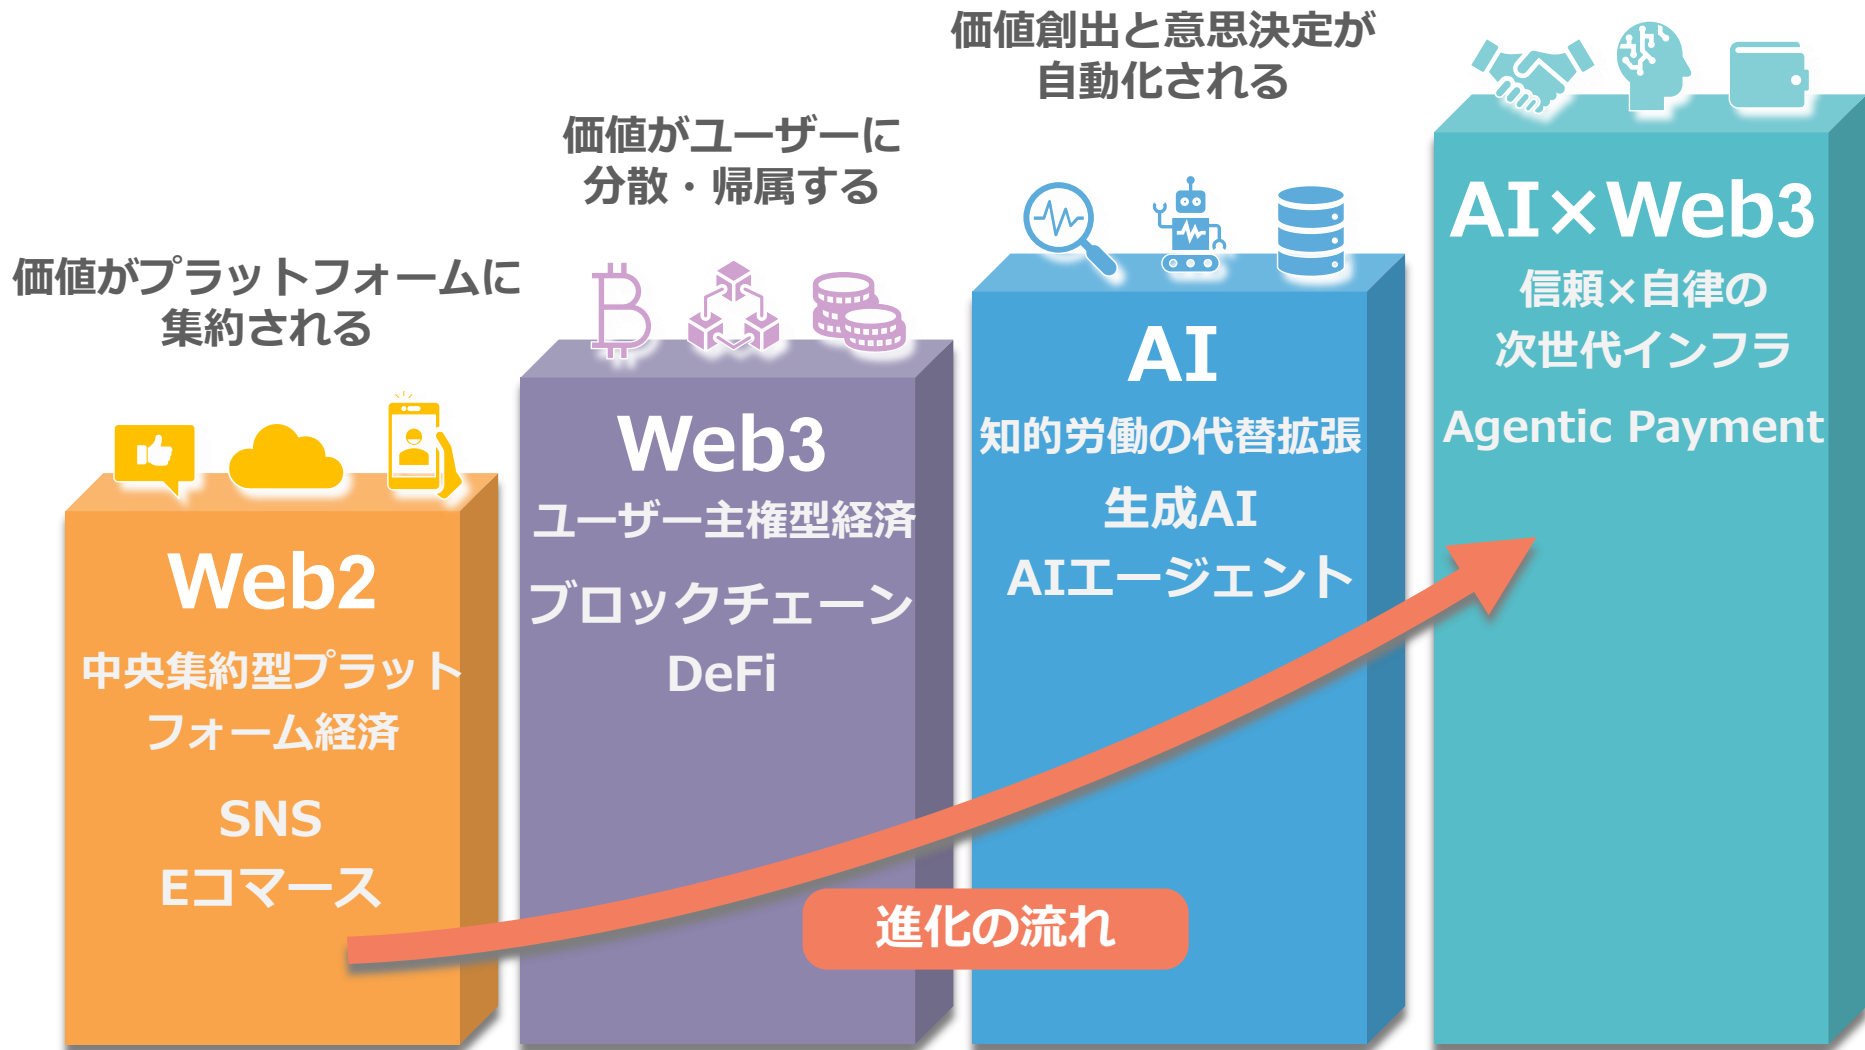 価値がプラットフォームに
集約される
Web2
中央集約型プラット
フォーム経済
SNS
Eコマース
価値がユーザーに
分散・帰属する
Web3
ユーザー主権型経済
ブロックチェーン
DeFi
価値創出と意思決定が
自動化される
AI
知的労働の代替拡張
生成AI
AIエージェント
AI×Web3
信頼×自律の
次世代インフラ
Agentic Payment
進化の流れ